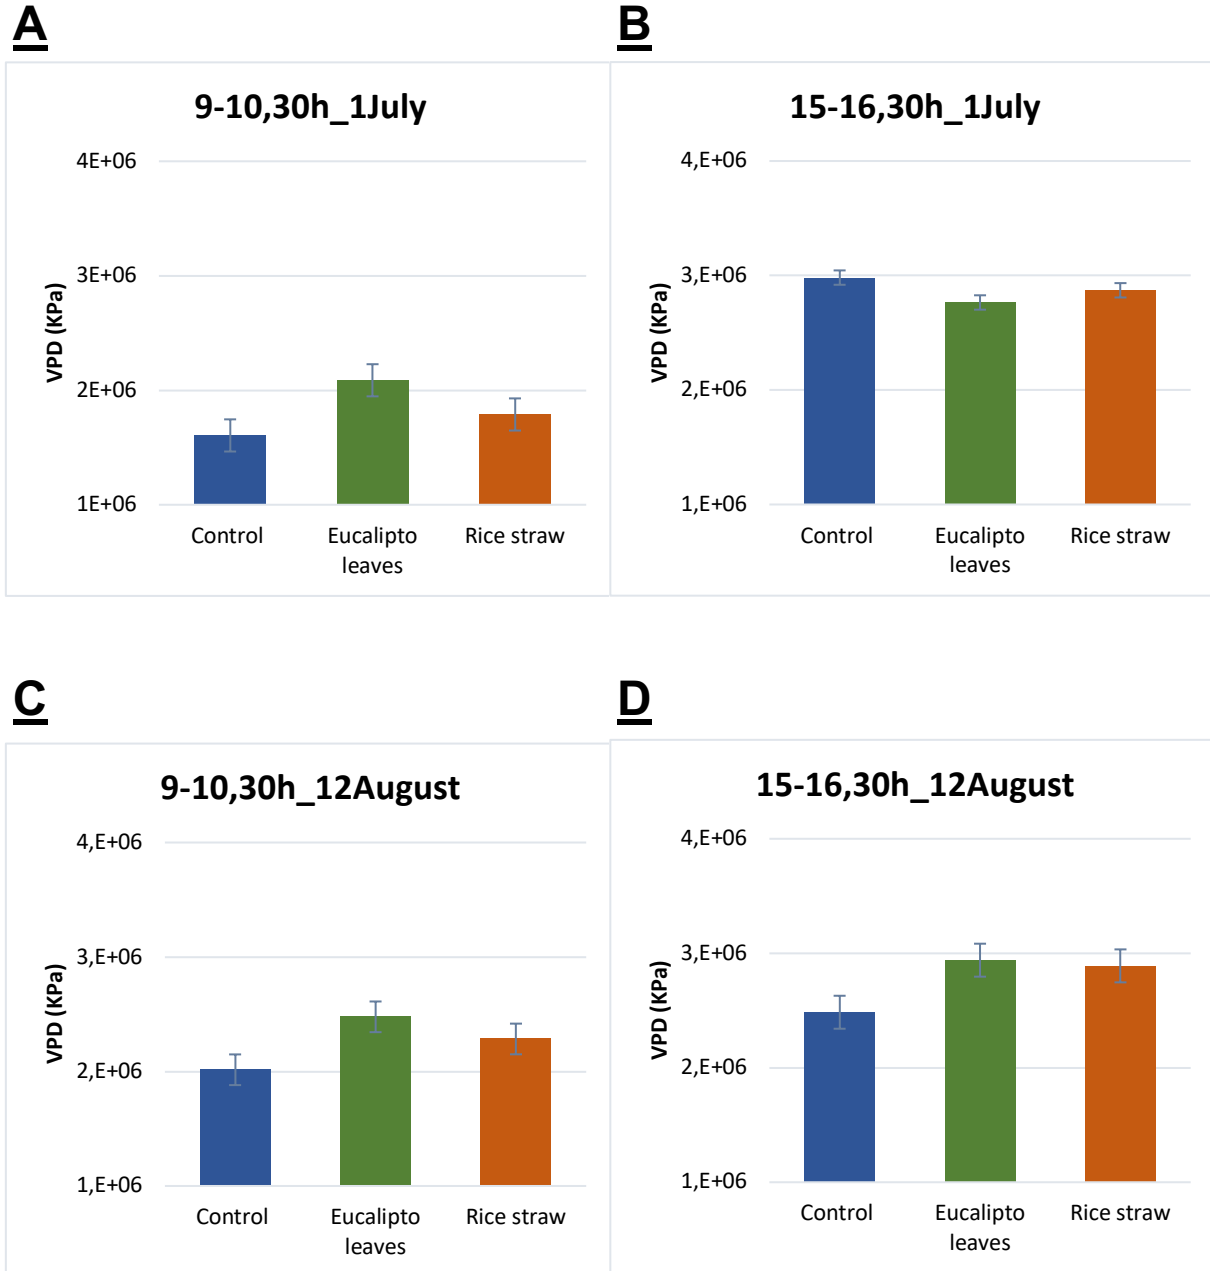 A
B
9-10,30h_1July
4E+06
3E+06
2E+06
1E+06
VPD (KPa)
Control
Eucalipto
leaves
Rice straw
15-16,30h_1July
4,E+06
3,E+06
2,E+06
1,E+06
VPD (KPa)
Control
Eucalipto
leaves
Rice straw
C
D
9-10,30h_12August
4,E+06
3,E+06
2,E+06
1,E+06
VPD (KPa)
Control
Eucalipto
leaves
Rice straw
15-16,30h_12August
4,E+06
3,E+06
2,E+06
1,E+06
VPD (KPa)
Control
Eucalipto
leaves
Rice straw